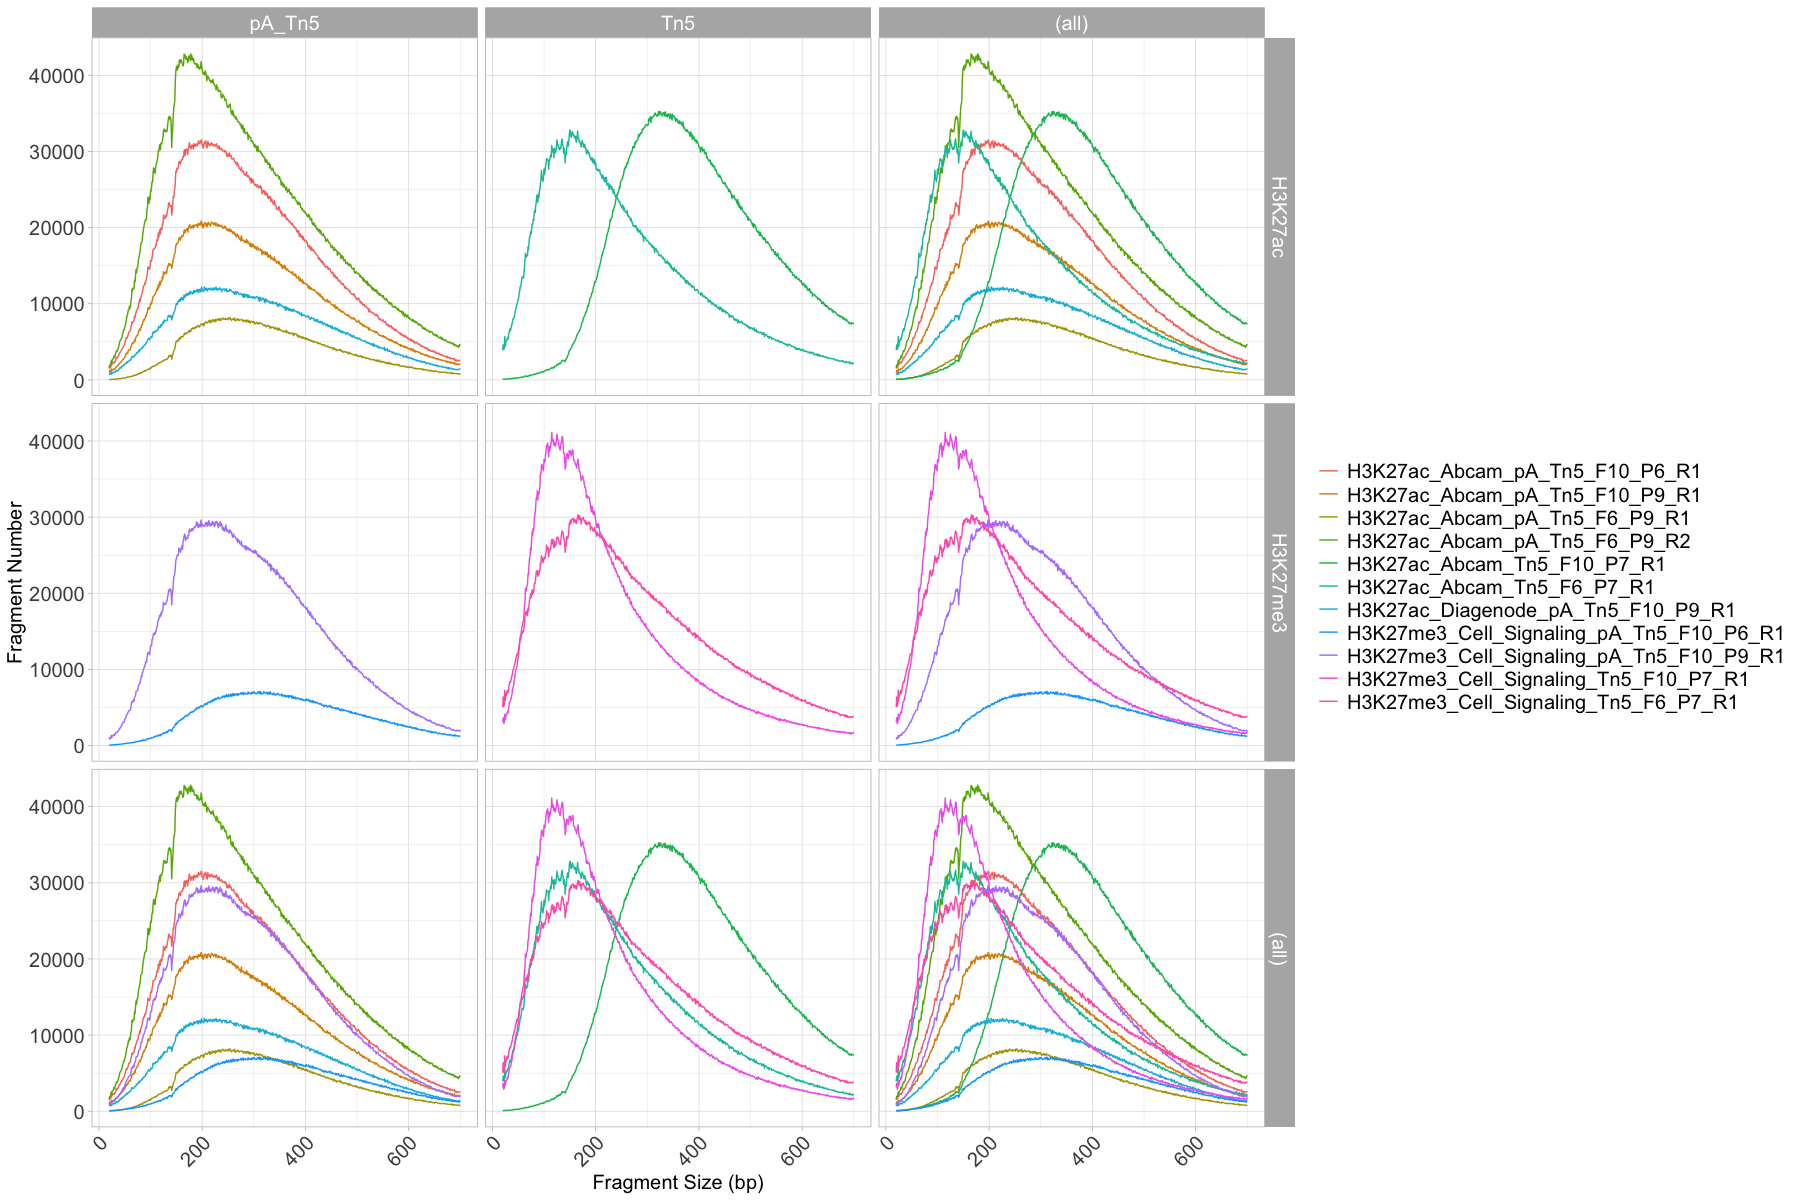 pA_Tn5
Tn5
(all)
40000
30000
20000
10000
0
H3K27ac
40000
30000
20000
10000
0
H3K27me3
40000
30000
20000
10000
0
(all)
0
200
400
600
0
200
400
600
0
200
400
600
Fragment Number
Fragment Size (bp)
H3K27ac_Abcam_pA_Tn5_F10_P6_R1
H3K27ac_Abcam_pA_Tn5_F10_P9_R1
H3K27ac_Abcam_pA_Tn5_F6_P9_R1
H3K27ac_Abcam_pA_Tn5_F6_P9_R2
H3K27ac_Abcam_Tn5_F10_P7_R1
H3K27ac_Abcam_Tn5_F6_P7_R1
H3K27ac_Diagenode_pA_Tn5_F10_P9_R1
H3K27me3_Cell_Signaling_pA_Tn5_F10_P6_R1
H3K27me3_Cell_Signaling_pA_Tn5_F10_P9_R1
H3K27me3_Cell_Signaling_Tn5_F10_P7_R1
H3K27me3_Cell_Signaling_Tn5_F6_P7_R1